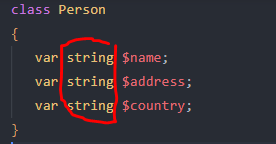 class Person
{
var string $name;
var string $address;
var string $country;
}